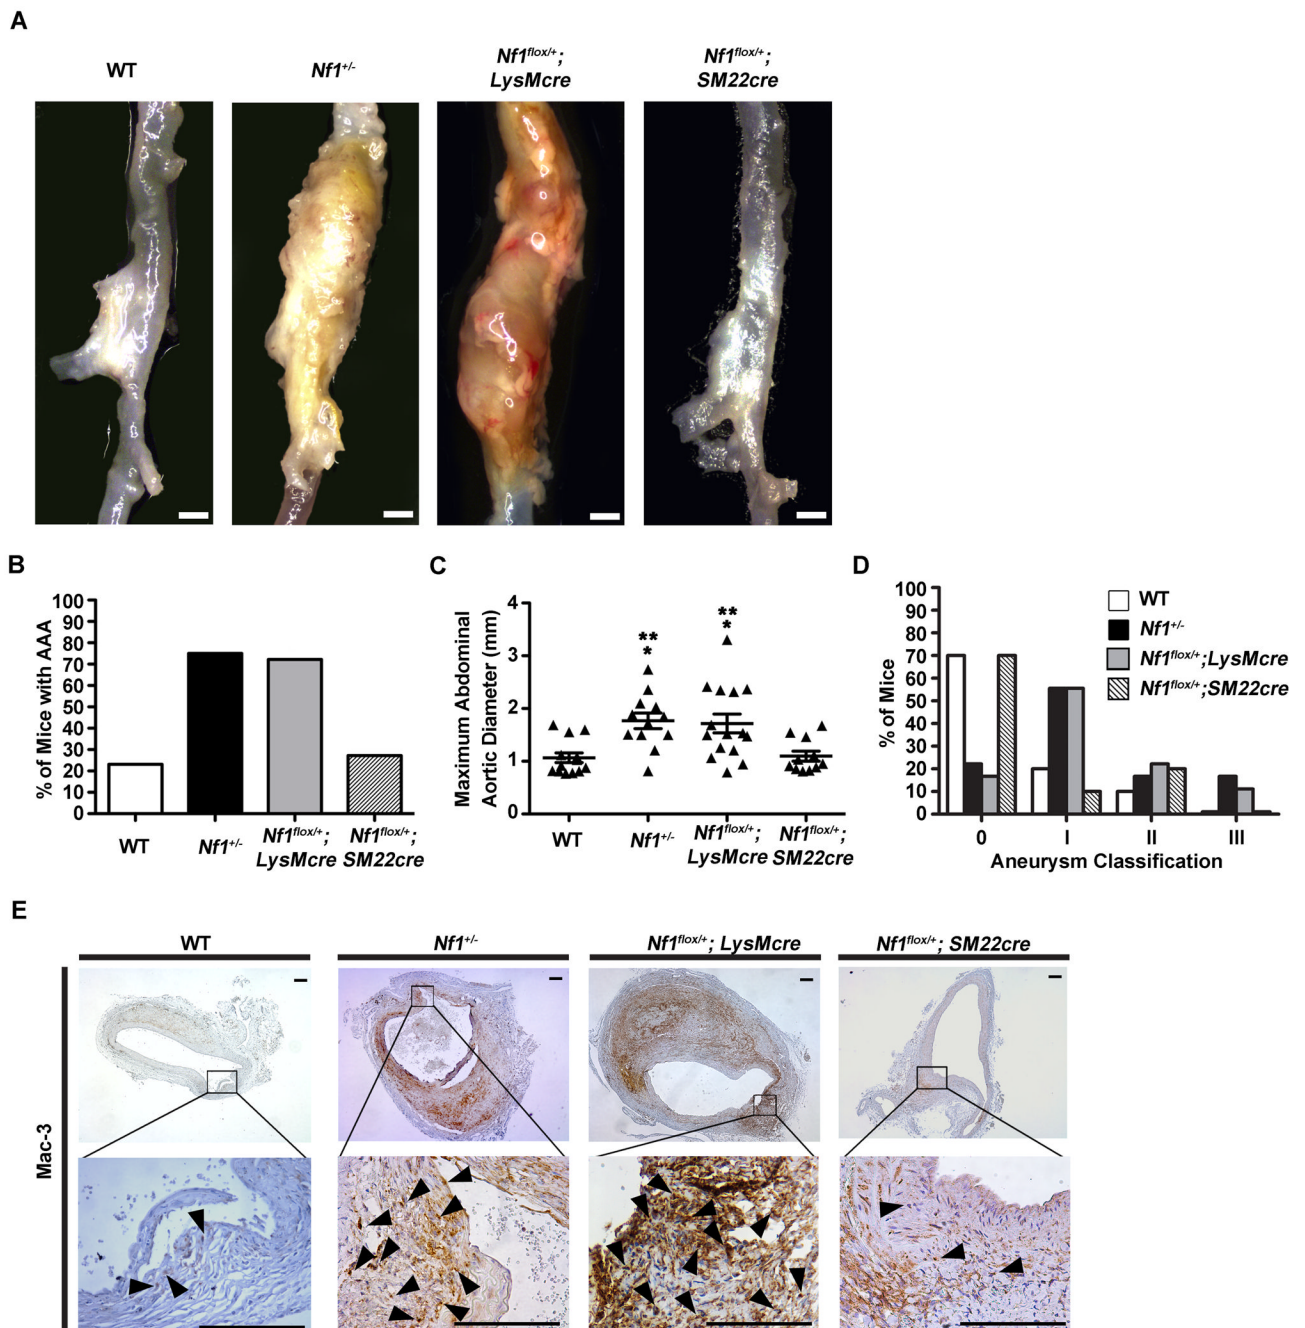 A
WT
Nf1+/-
Nf1flox/+;
LysMcre
Nf1flox/+;
SM22cre
B
% of Mice with AAA
100
90
80
70
60
50
40
30
20
10
0
WT
Nf1+/-
Nf1flox/+;
LysMcre
Nf1flox/+;
SM22cre
C
Maximum Abdominal
Aortic Diameter (mm)
4
3
2
1
0
**
*
**
*
WT
Nf1+/-
Nf1flox/+;
LysMcre
Nf1flox/+;
SM22cre
D
% of Mice
100
90
80
70
60
50
40
30
20
10
0
WT
Nf1+/-
Nf1flox/+;LysMcre
Nf1flox/+;SM22cre
0 I II III
Aneurysm Classification
E
WT
Nf1+/-
Nf1flox/+; LysMcre
Nf1flox/+; SM22cre
Mac-3